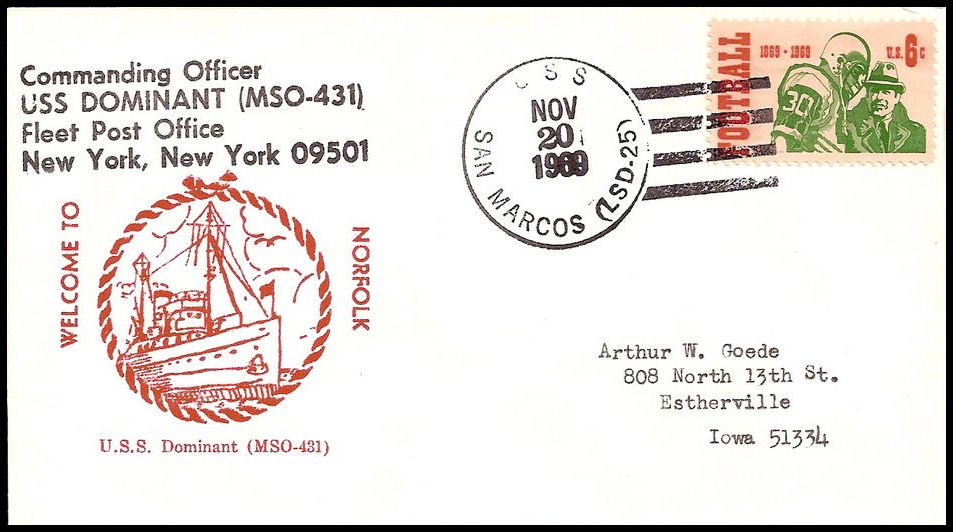 Commanding Officer
USS DOMINANT (MSO-431)
Fleet Post Office
New York, New York 09501
WELCOME TO
NORFOLK
U.S.S. Dominant (MSO-431)
USS
NOV
20
1969
SAN MARCOS (LSD-25)
FOOTBALL
1869-1969
U.S. 6c
30
Arthur W. Goede
808 North 13th St.
Estherville
Iowa 51334